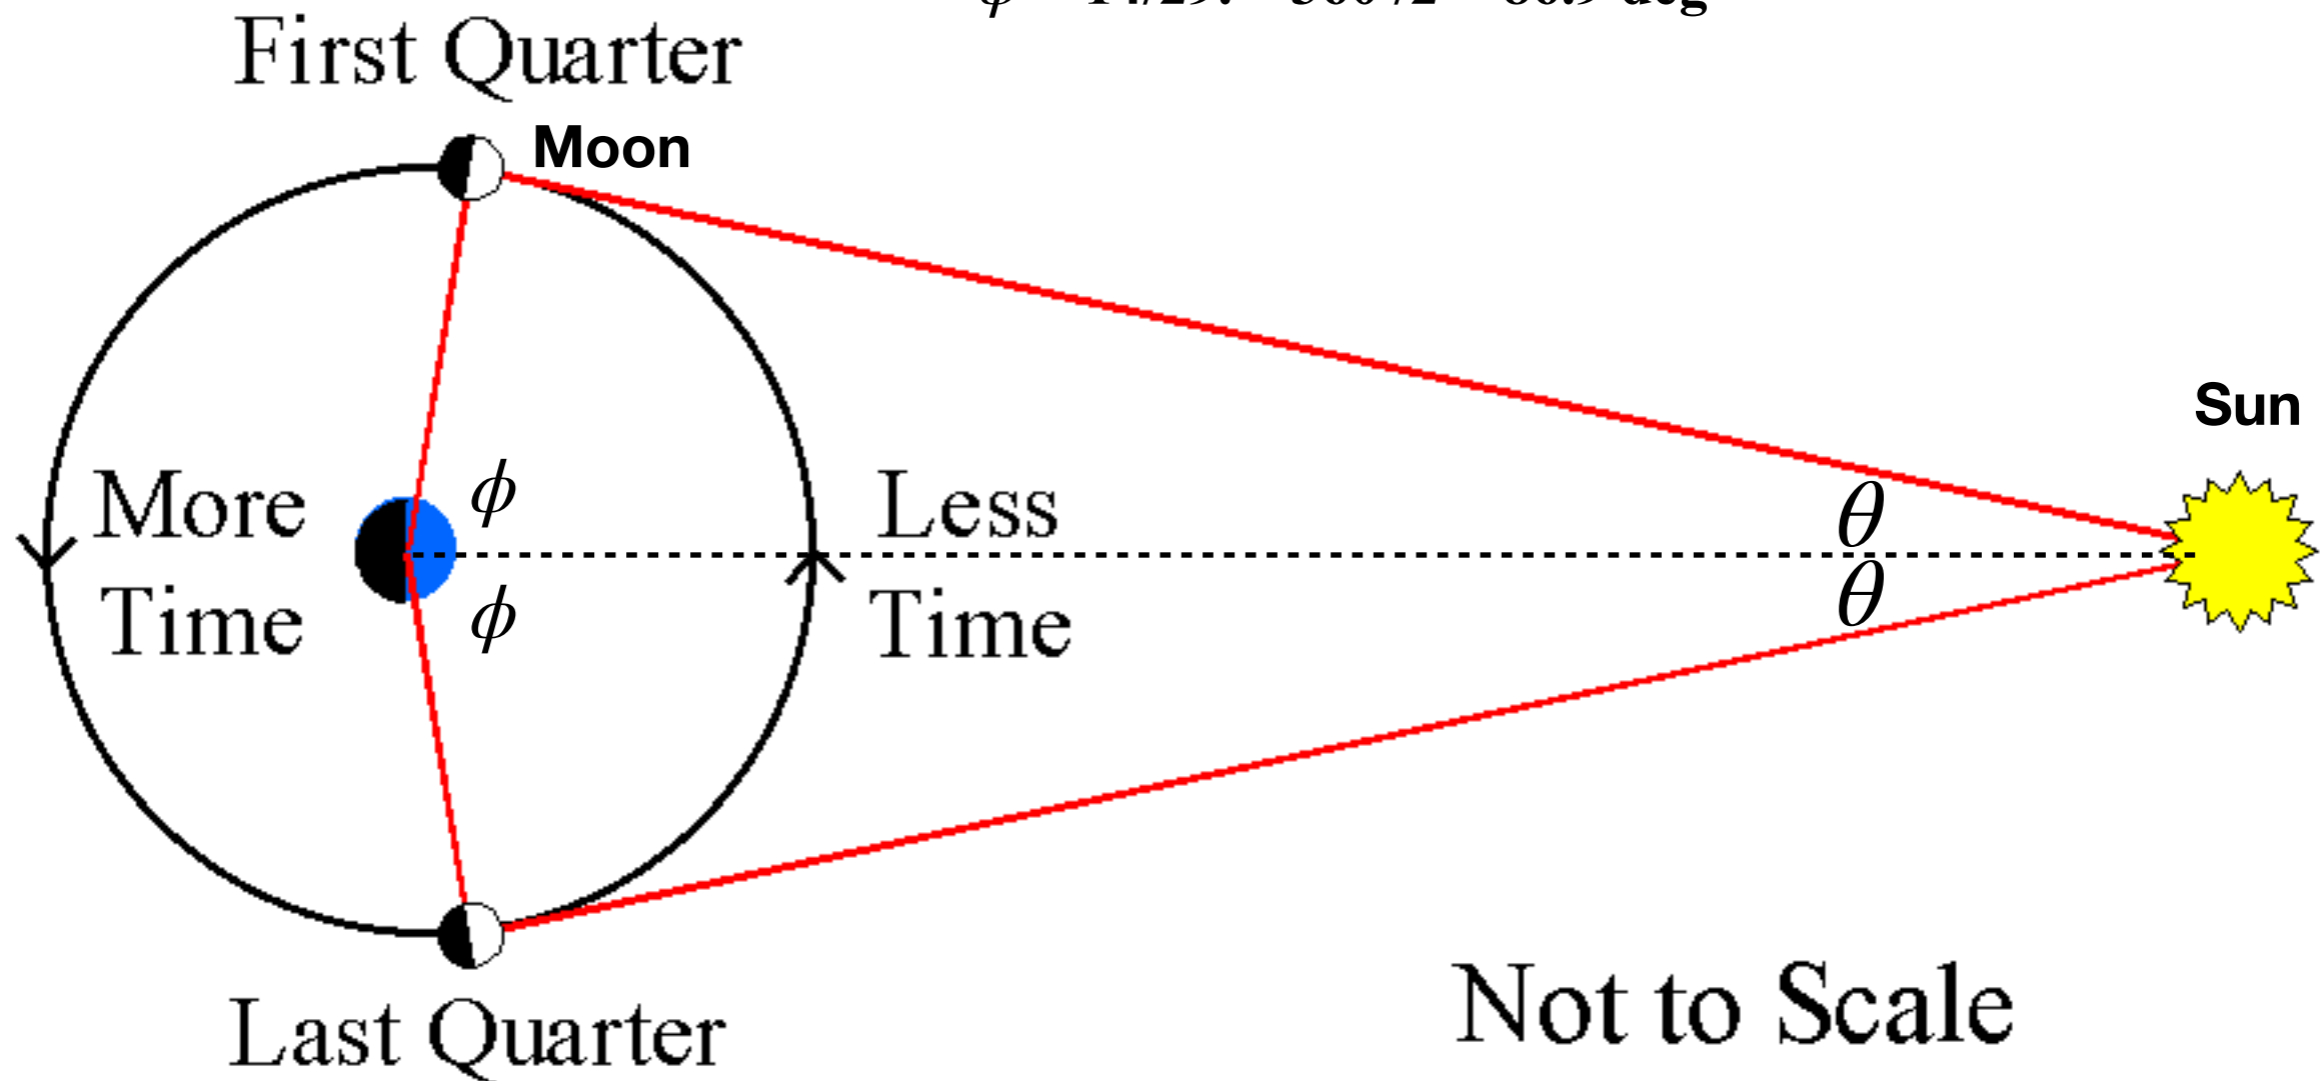 First Quarter
Moon
Sun
More
Time
ϕ
ϕ
Less
Time
θ
θ
Last Quarter
Not to Scale